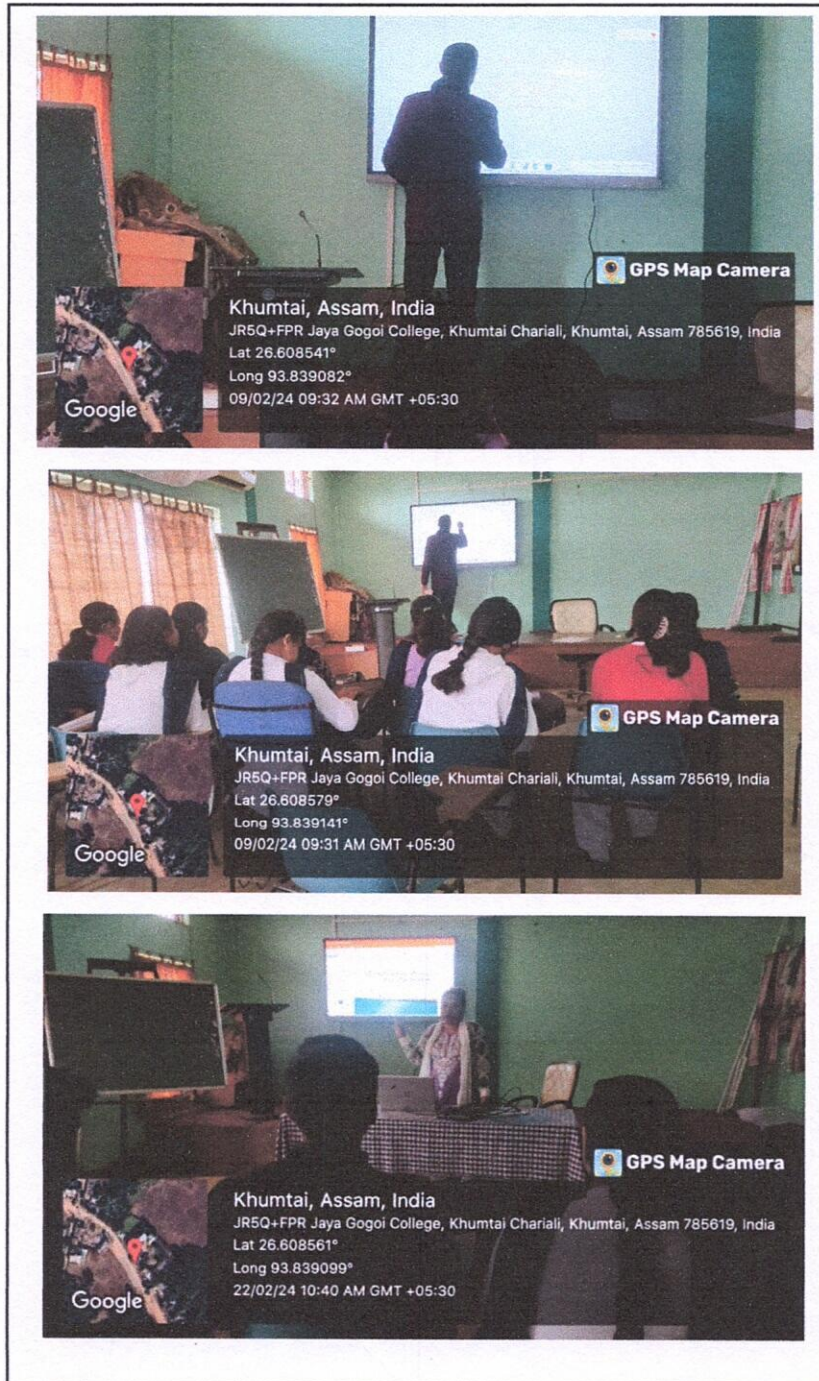 GPS Map Camera
Khumtai, Assam, India
JR5Q+FPR Jaya Gogoi College, Khumtai Chariali, Khumtai, Assam 785619, India
Lat 26.608541°
Long 93.839082°
09/02/24 09:32 AM GMT +05:30
Google
GPS Map Camera
Khumtai, Assam, India
JR5Q+FPR Jaya Gogoi College, Khumtai Chariali, Khumtai, Assam 785619, India
Lat 26.608579°
Long 93.839141°
09/02/24 09:31 AM GMT +05:30
Google
GPS Map Camera
Khumtai, Assam, India
JR5Q+FPR Jaya Gogoi College, Khumtai Chariali, Khumtai, Assam 785619, India
Lat 26.608561°
Long 93.839099°
22/02/24 10:40 AM GMT +05:30
Google